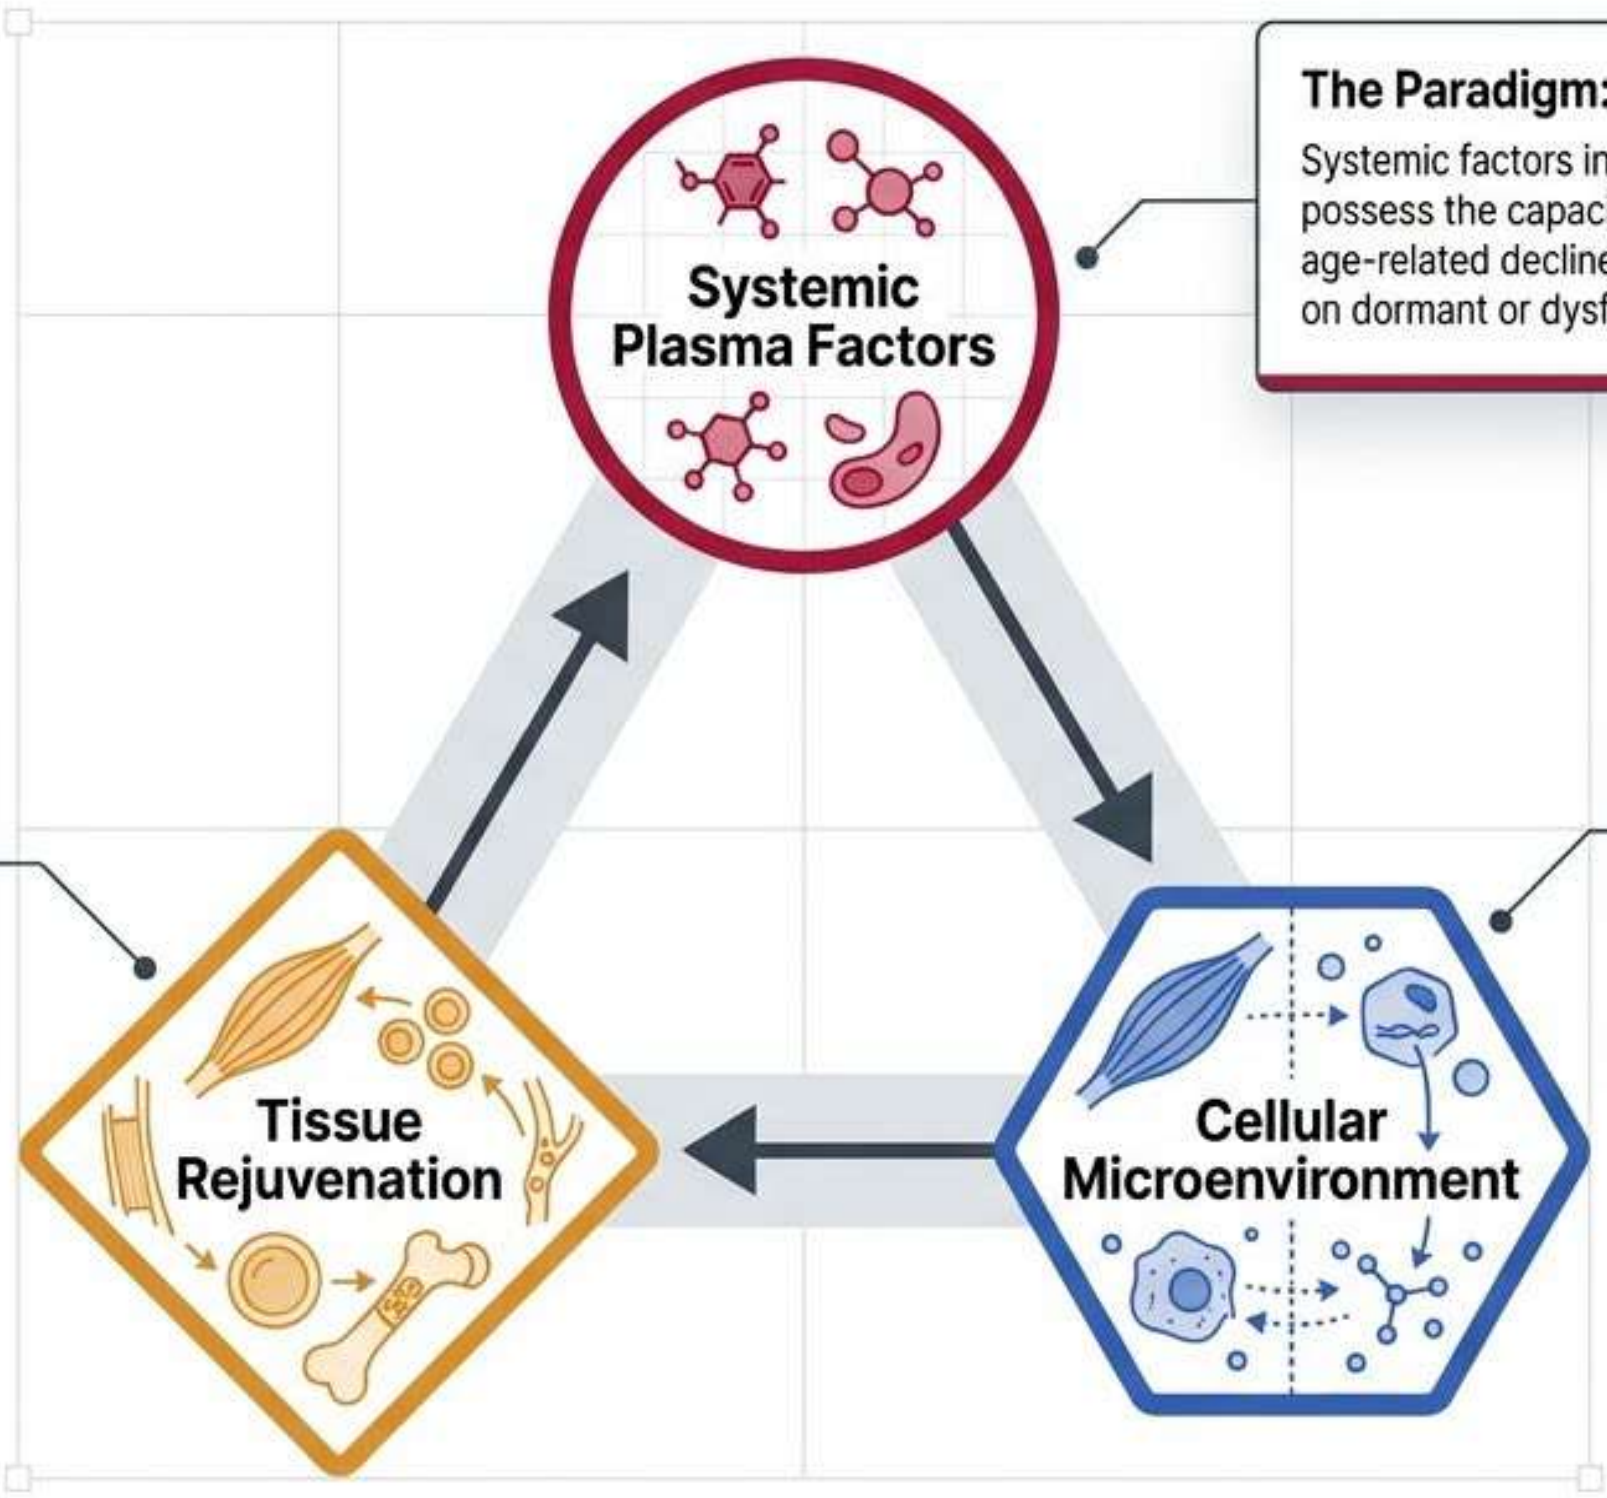 The Paradigm:
Systemic factors in
possess the capaci
age-related decline
on dormant or dysf
Systemic
Plasma Factors
Tissue
Rejuvenation
Cellular
Microenvironment